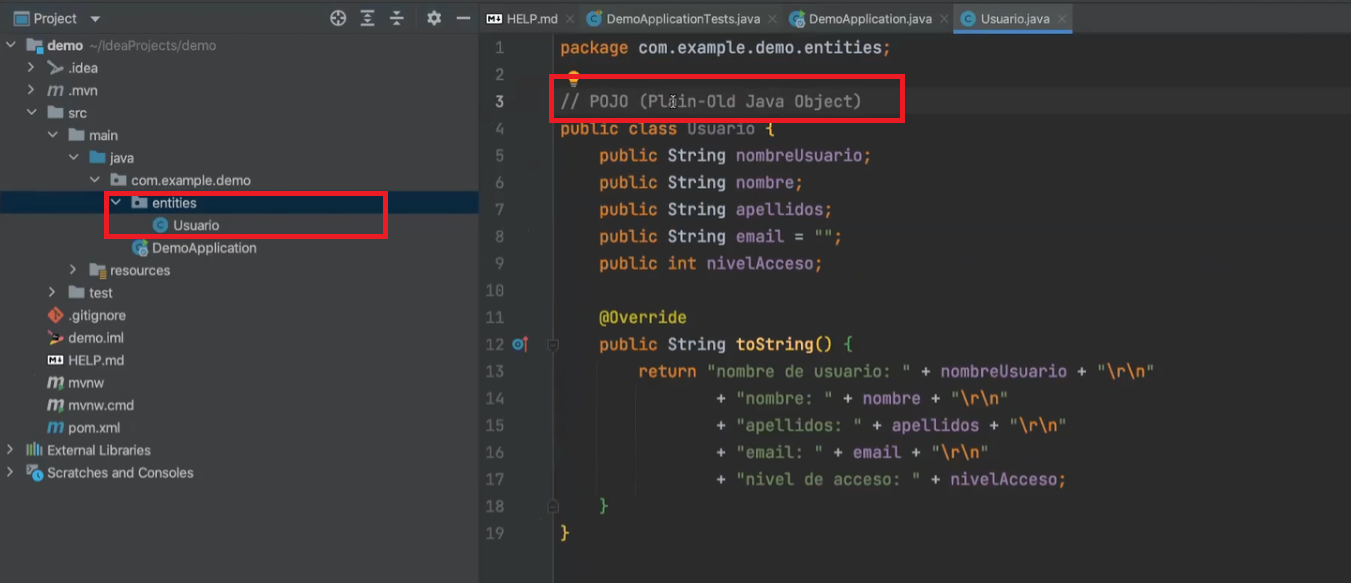 Project
HELP.md
DemoApplicationTests.java
DemoApplication.java
Usuario.java
demo ~/IdeaProjects/demo
.idea
.mvn
src
main
java
com.example.demo
entities
Usuario
DemoApplication
resources
test
.gitignore
demo.iml
HELP.md
mvnw
mvnw.cmd
pom.xml
External Libraries
Scratches and Consoles
1 package com.example.demo.entities;
2
3 // POJO (Plain-Old Java Object)
4 public class Usuario {
5 public String nombreUsuario;
6 public String nombre;
7 public String apellidos;
8 public String email = "";
9 public int nivelAcceso;
10
11 @Override
12 public String toString() {
13 return "nombre de usuario: " + nombreUsuario + "\r\n"
14 + "nombre: " + nombre + "\r\n"
15 + "apellidos: " + apellidos + "\r\n"
16 + "email: " + email + "\r\n"
17 + "nivel de acceso: " + nivelAcceso;
18 }
19 }